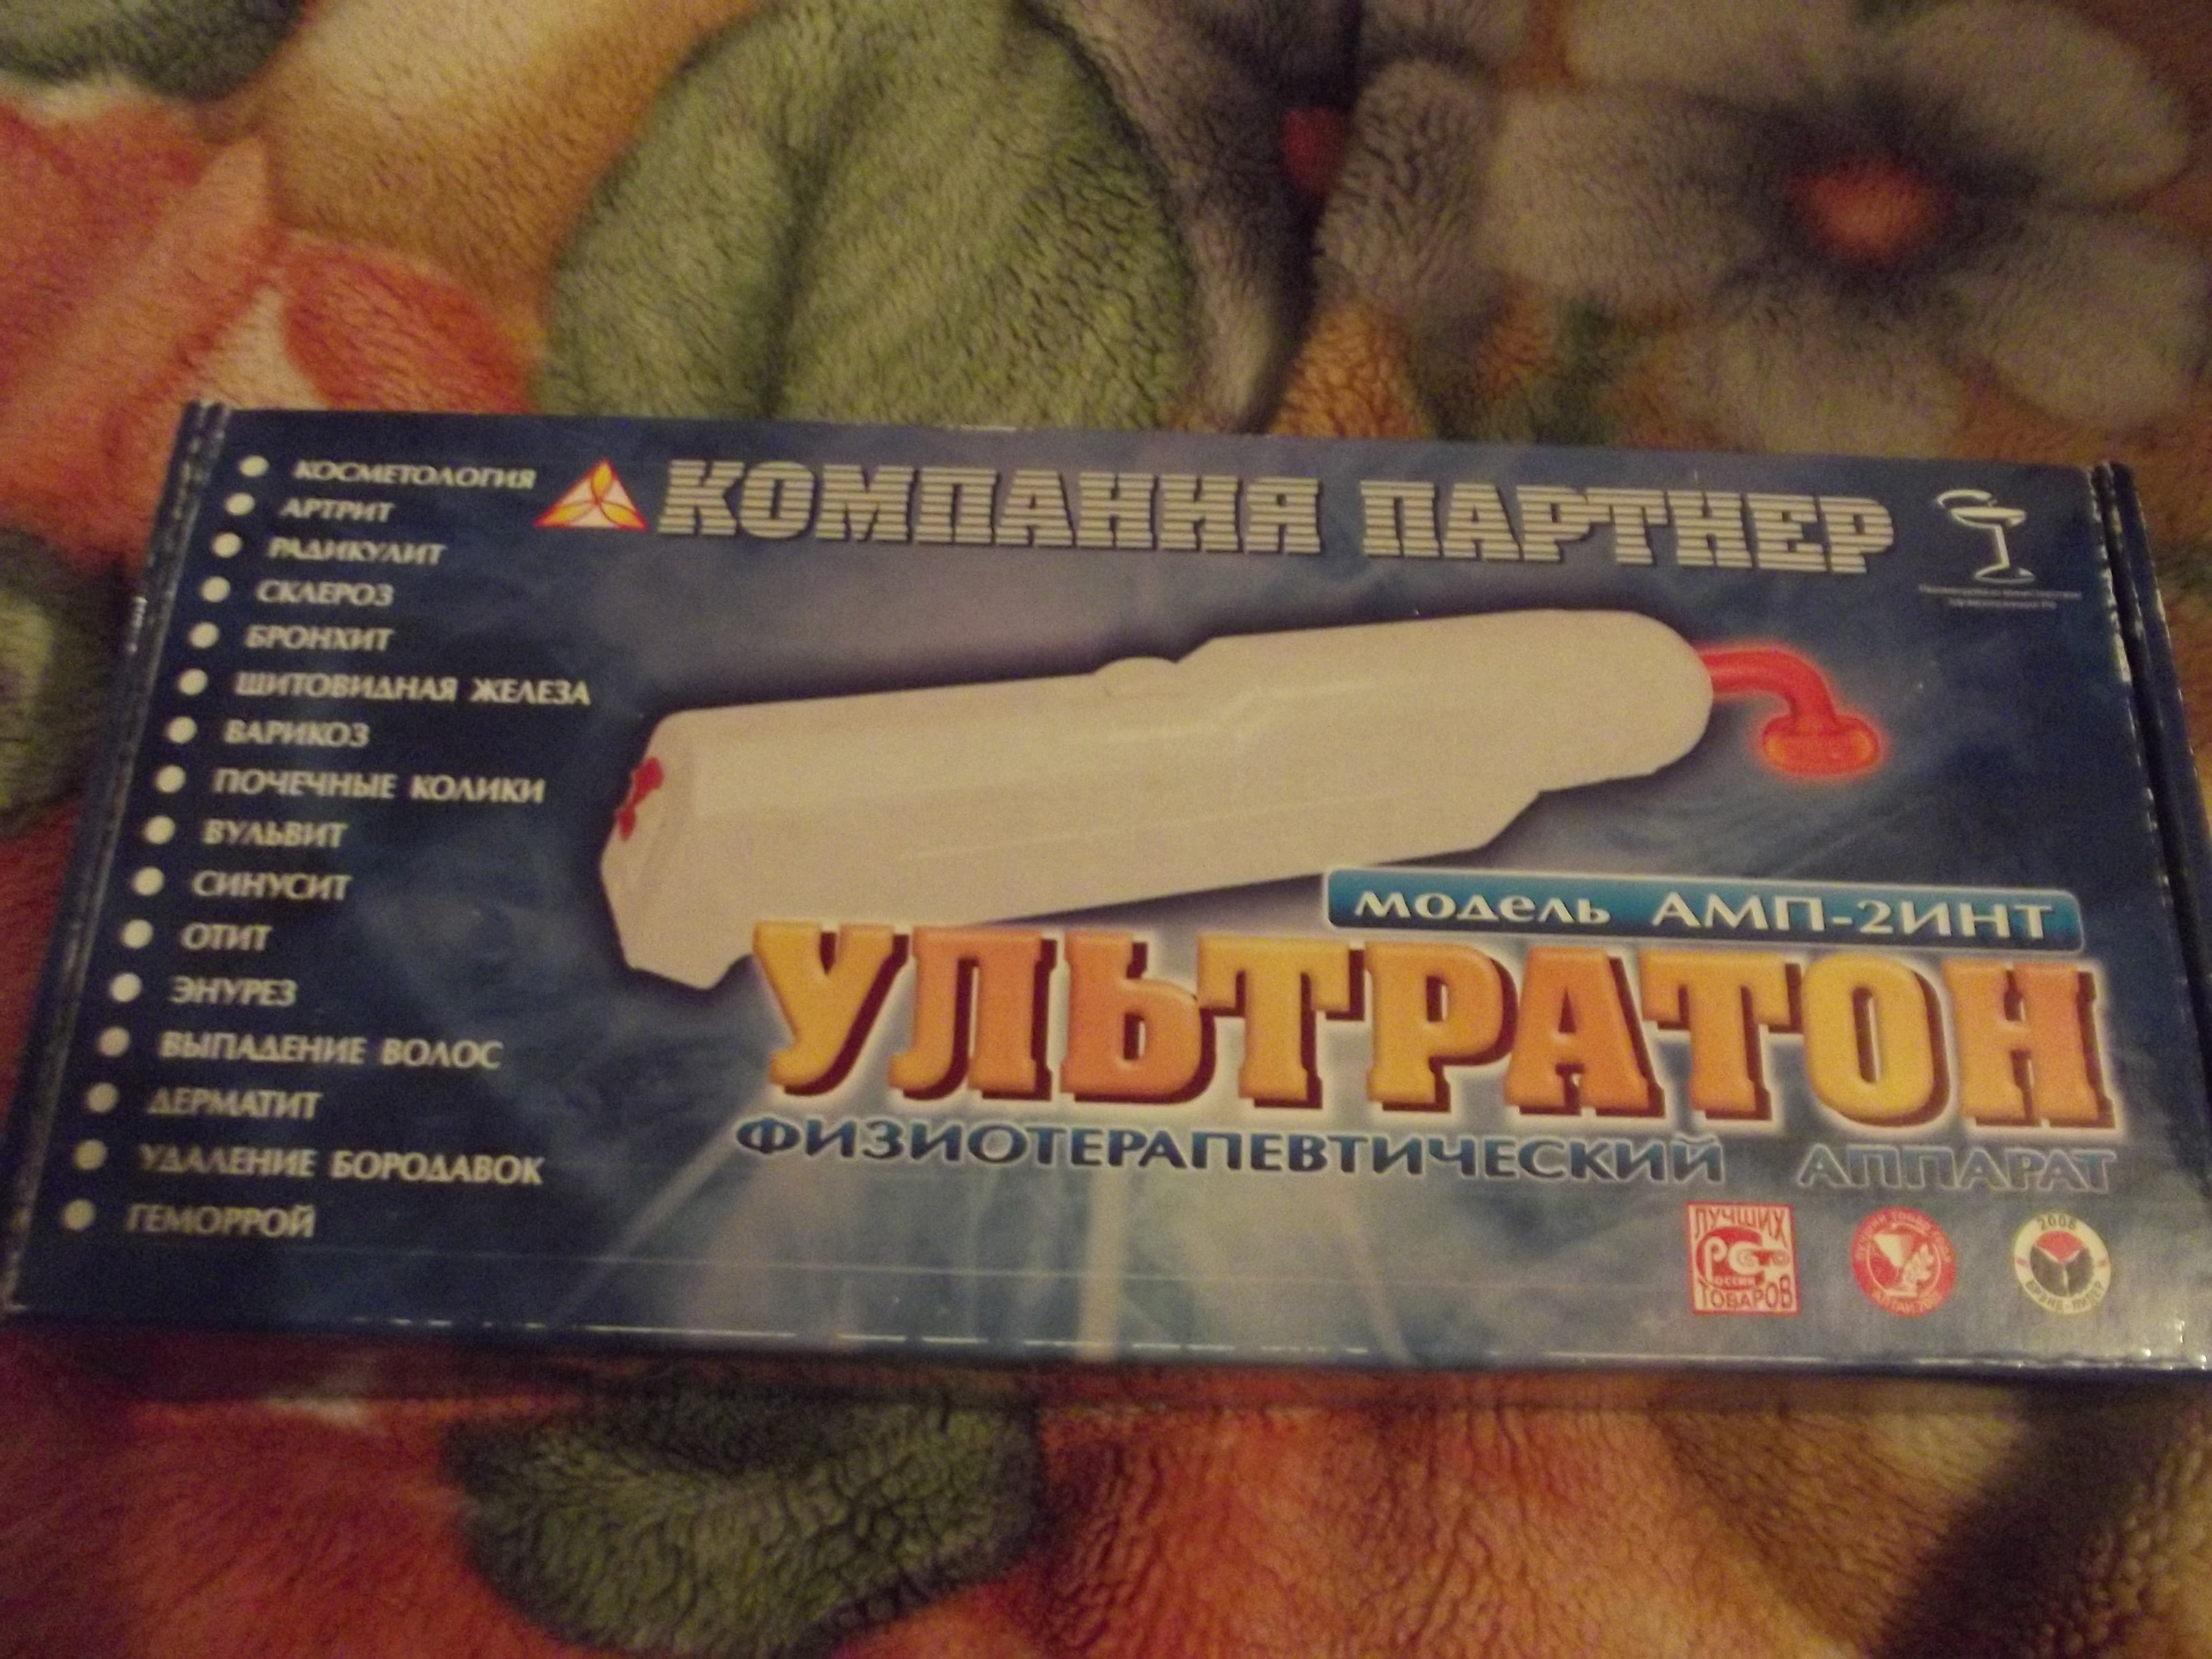 КОМПАНИЯ ПАРТНЕР
КОСМЕТОЛОГИЯ
АРТРИТ
РАДИКУЛИТ
СКЛЕРОЗ
БРОНХИТ
ЩИТОВИДНАЯ ЖЕЛЕЗА
ВАРИКОЗ
ПОЧЕЧНЫЕ КОЛИКИ
ВУЛЬВИТ
СИНУСИТ
ОТИТ
ЭНУРЕЗ
ВЫПАДЕНИЕ ВОЛОС
ДЕРМАТИТ
УДАЛЕНИЕ БОРОДАВОК
ГЕМОРРОЙ
модель АМП-2ИНТ
УЛЬТРАТОН
ФИЗИОТЕРАПЕВТИЧЕСКИЙ АППАРАТ
ЛУЧШИХ
РОССИИ
ТОВАРОВ
2008